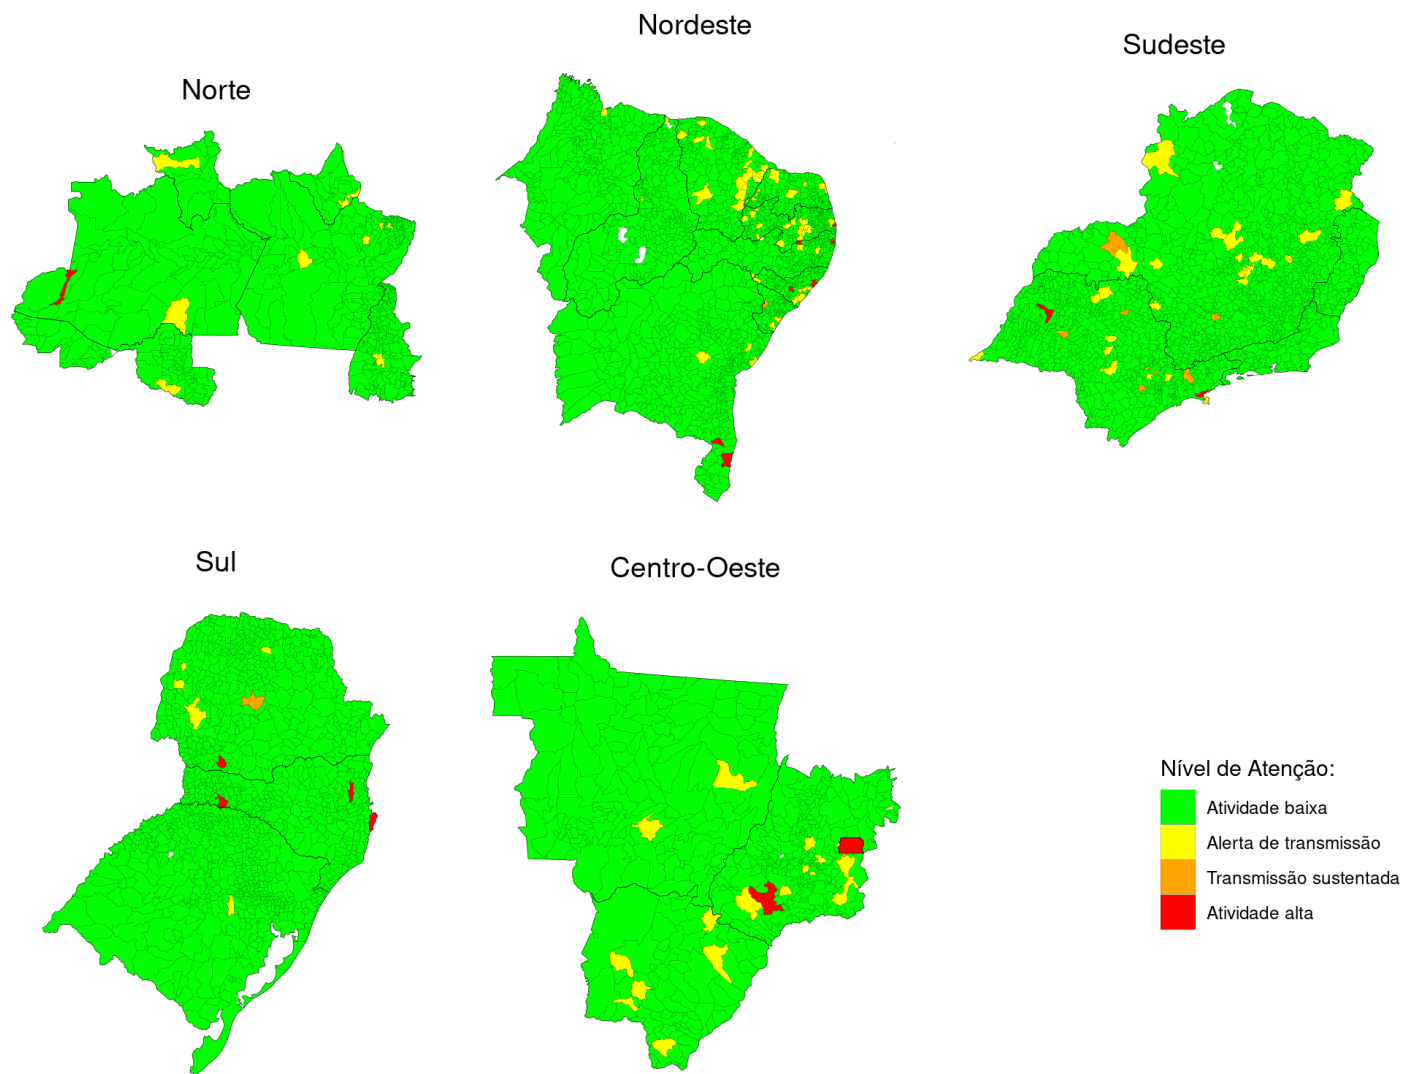 Nordeste
Sudeste
Norte
Sul
Centro-Oeste
Nível de Atenção:
Atividade baixa
Alerta de transmissão
Transmissão sustentada
Atividade alta